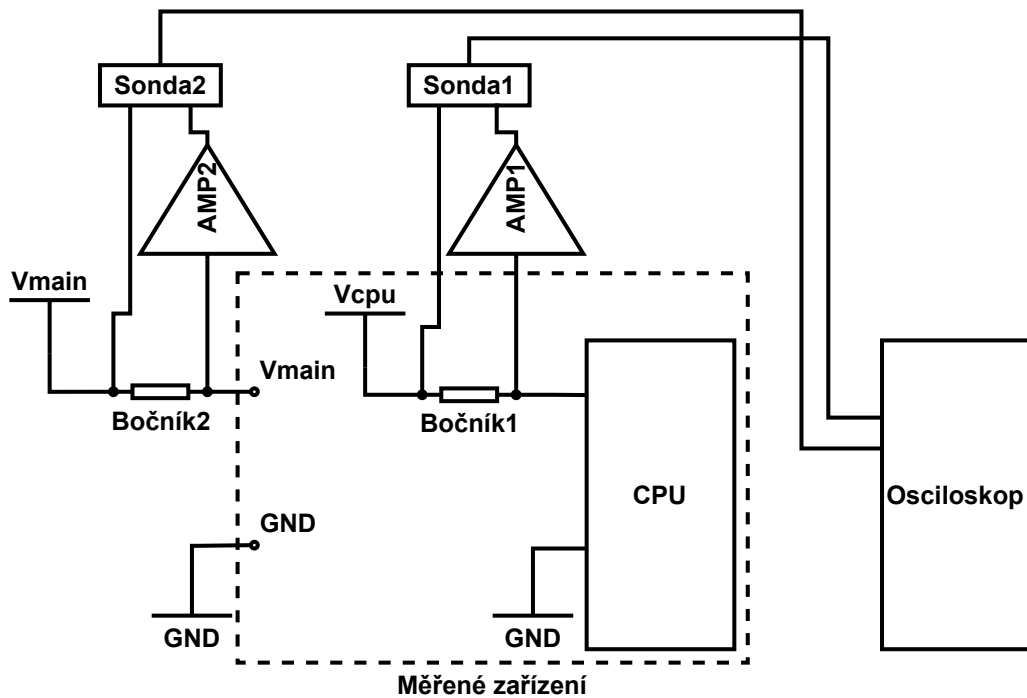 Sonda2
Sonda1
AMP2
AMP1
Vmain
Vcpu
Vmain
Bočník2
Bočník1
CPU
Osciloskop
GND
GND
GND
Měřené zařízení